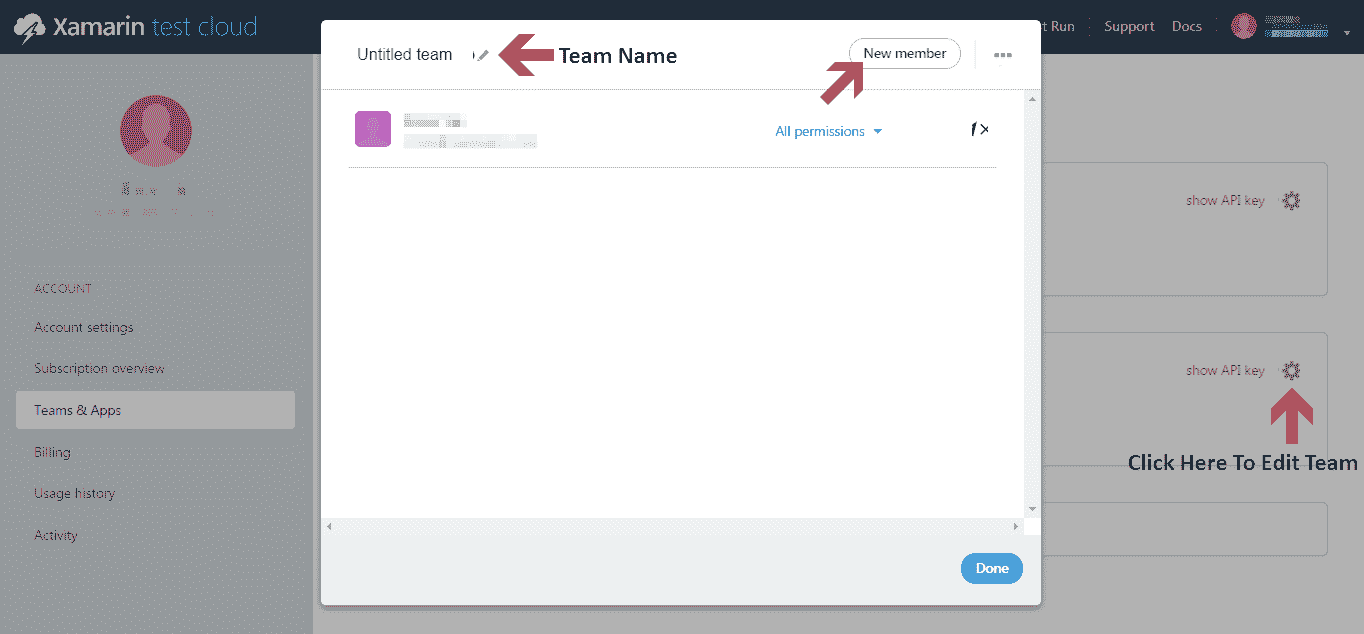 Xamarin test cloud
t Run
Support
Docs
Untitled team
Team Name
New member
All permissions
ACCOUNT
Account settings
Subscription overview
Teams & Apps
Billing
Usage history
Activity
show API key
show API key
Click Here To Edit Team
Done